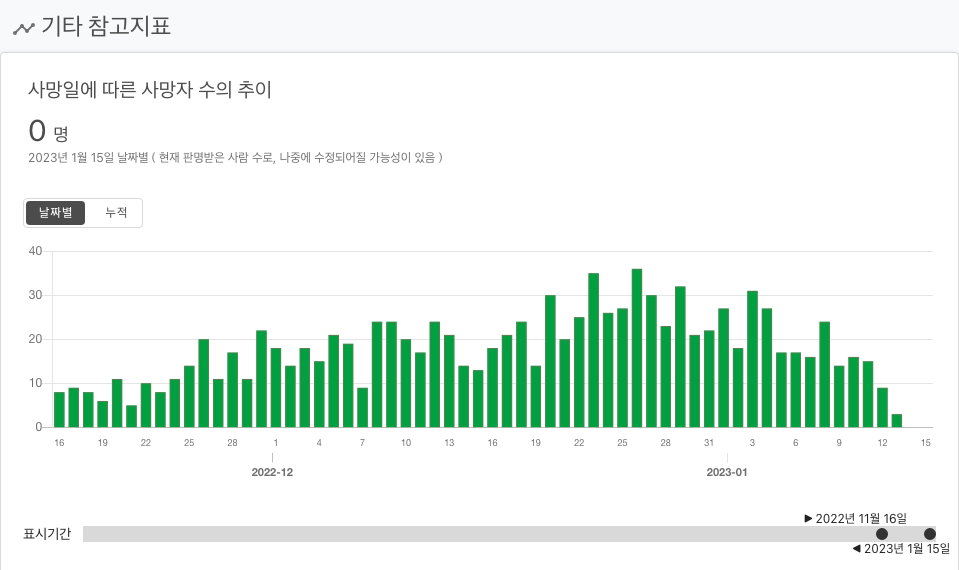 기타 참고지표
사망일에 따른 사망자 수의 추이
0 명
2023년 1월 15일 날짜별 ( 현재 판명받은 사람 수로, 나중에 수정되어질 가능성이 있음 )
날짜별 누적
40
30
20
10
0
16 19 22 25 28 1 4 7 10 13 16 19 22 25 28 31 3 6 9 12 15
2022-12 2023-01
▶ 2022년 11월 16일
표시기간
◀ 2023년 1월 15일